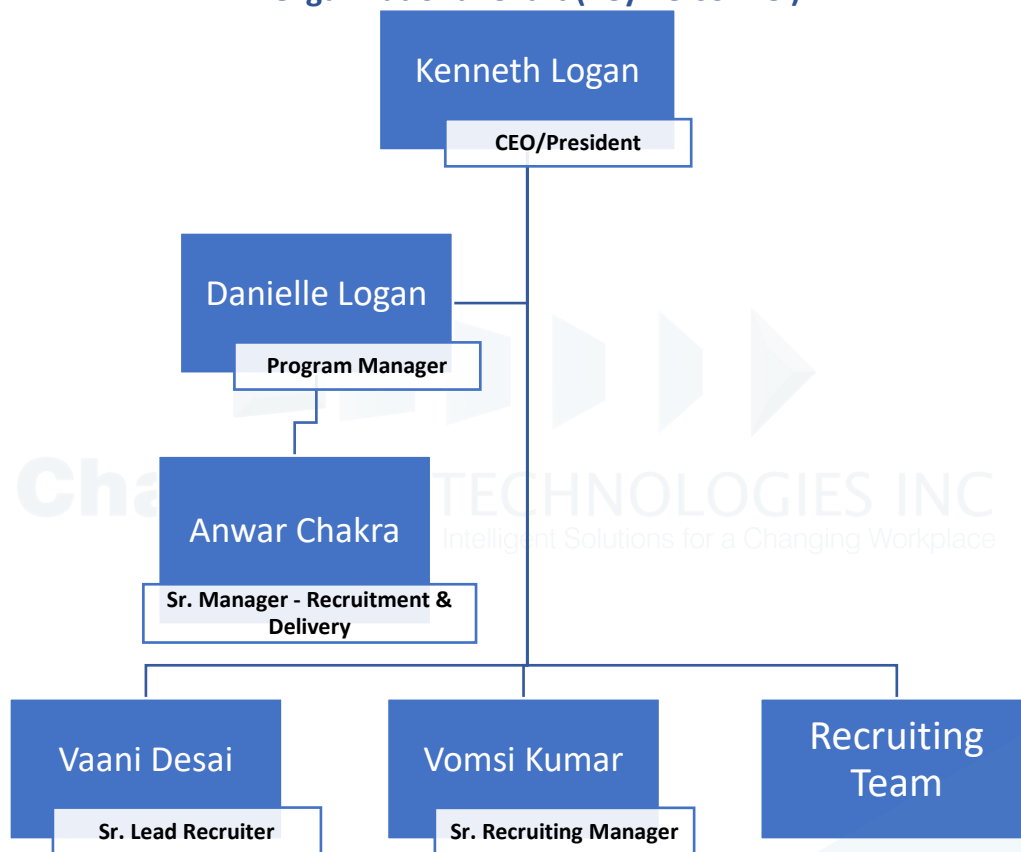 Kenneth Logan
CEO/President
Danielle Logan
Program Manager
Anwar Chakra
Sr. Manager - Recruitment &
Delivery
Cha
TECHNOLOGIES INC
Intelligent Solutions for a Changing Workplace
Vaani Desai
Sr. Lead Recruiter
Vomsi Kumar
Sr. Recruiting Manager
Recruiting
Team